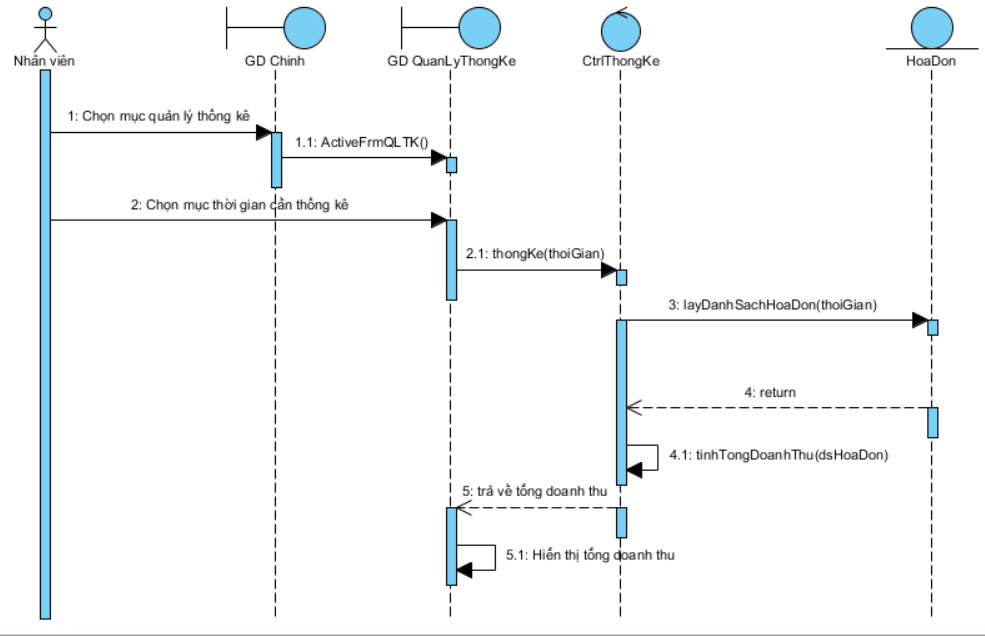 Nhân viên
GD Chinh
GD QuanLyThongKe
CtrlThongKe
HoaDon
1: Chọn mục quản lý thống kê
1.1: ActiveFrmQLTK()
2: Chọn mục thời gian cần thống kê
2.1: thongKe(thoiGian)
3: layDanhSachHoaDon(thoiGian)
4: return
4.1: tinhTongDoanhThu(dsHoaDon)
5: trả về tổng doanh thu
5.1: Hiển thị tổng doanh thu